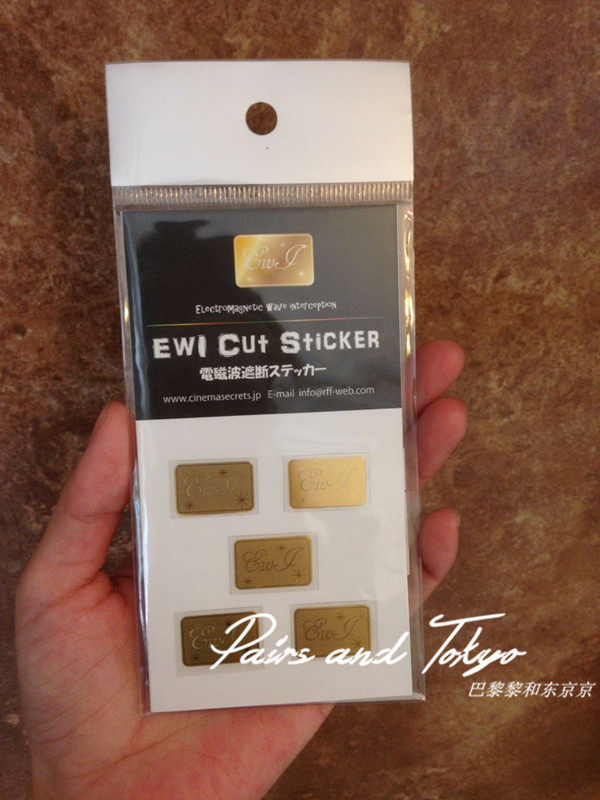 EwI
ElectroMagnetic Wave interception
EWI Cut Sticker
電磁波遮断ステッカー
www.cinemasecrets.jp E-mail info@rff-web.com
EwI EwI
EwI
EwI EwI
Pairs and Tokyo
巴黎黎和东京京